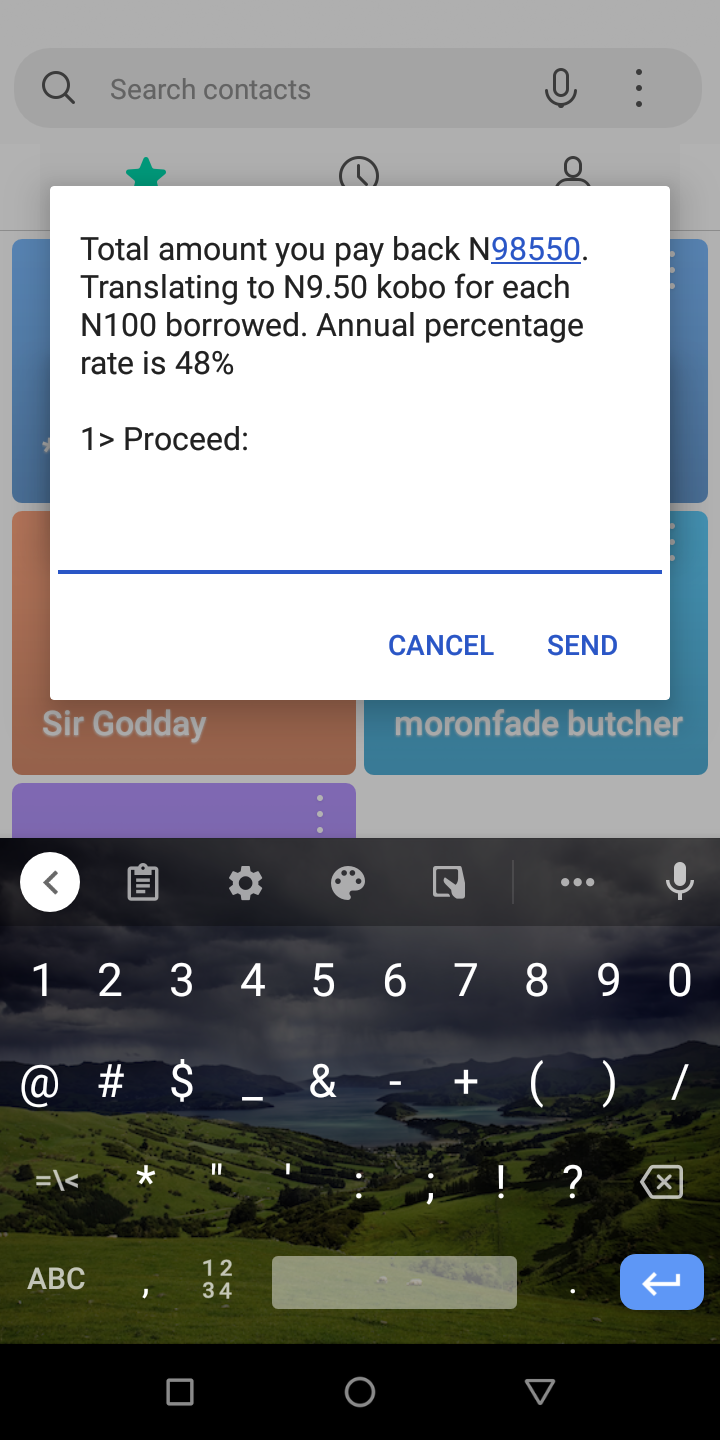 Search contacts
Total amount you pay back N98550.
Translating to N9.50 kobo for each
N100 borrowed. Annual percentage
rate is 48%
1> Proceed:
CANCEL SEND
Sir Godday moronfade butcher
1 2 3 4 5 6 7 8 9 0
@ # $ _ & - + ( ) /
=\< * " ' : ; ! ?
ABC , 12 34 .